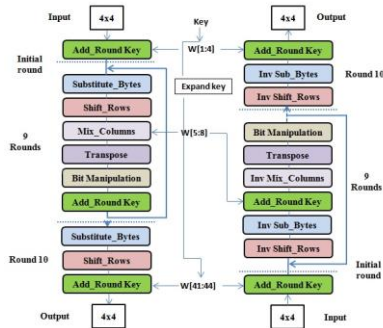 Input
4x4
Add_Round Key
Initial
round
Substitute_Bytes
Shift_Rows
Mix_Columns
Transpose
Bit Manipulation
Add_Round Key
9
Rounds
Substitute_Bytes
Shift_Rows
Add_Round Key
Round 10
Output
4x4
Key
W[1:4]
Expand key
W[5:8]
W[41:44]
4x4
Output
Add_Round Key
Inv Sub_Bytes
Inv Shift_Rows
Round 10
Bit Manipulation
Transpose
Inv Mix_Columns
Add_Round Key
Inv Sub_Bytes
Inv Shift_Rows
9
Rounds
Initial
round
Add_Round Key
4x4
Input